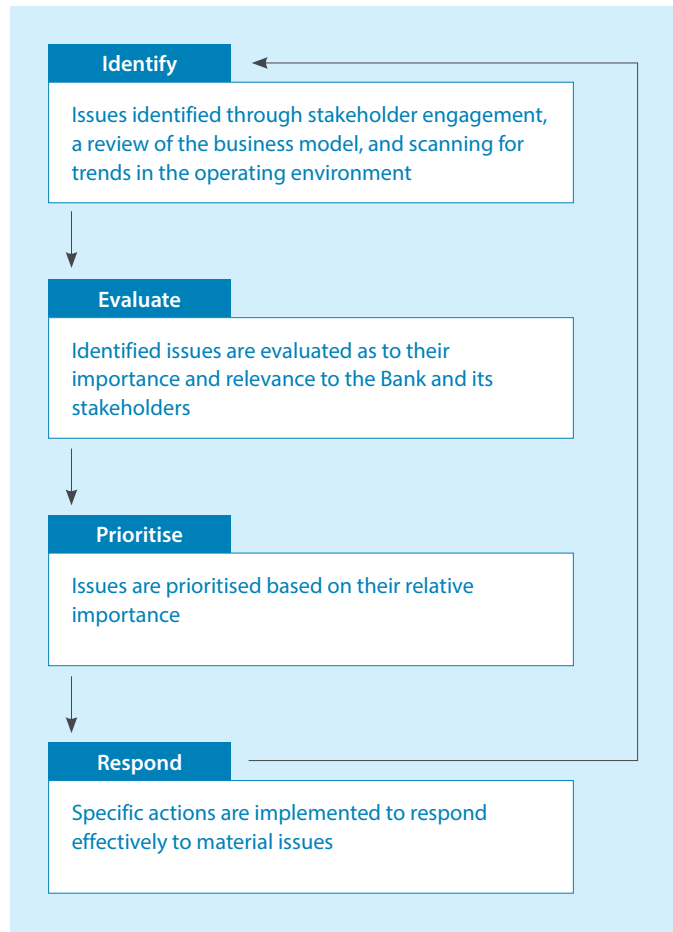 Identify
Issues identified through stakeholder engagement,
a review of the business model, and scanning for
trends in the operating environment
Evaluate
Identified issues are evaluated as to their
importance and relevance to the Bank and its
stakeholders
Prioritise
Issues are prioritised based on their relative
importance
Respond
Specific actions are implemented to respond
effectively to material issues